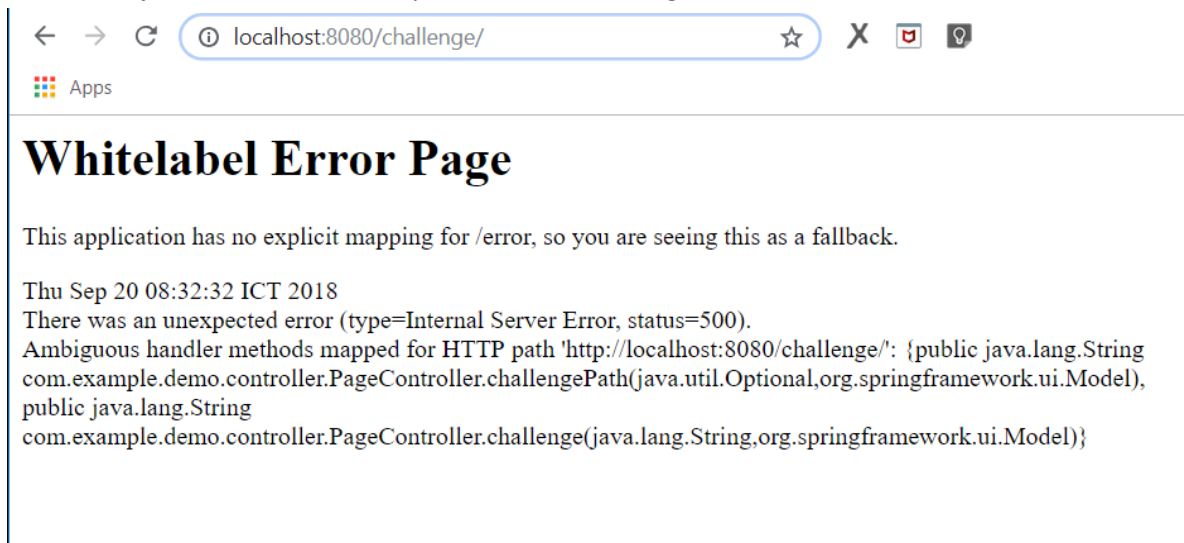 localhost:8080/challenge/
Apps
Whitelabel Error Page
This application has no explicit mapping for /error, so you are seeing this as a fallback.
Thu Sep 20 08:32:32 ICT 2018
There was an unexpected error (type=Internal Server Error, status=500).
Ambiguous handler methods mapped for HTTP path 'http://localhost:8080/challenge/': {public java.lang.String
com.example.demo.controller.PageController.challengePath(java.util.Optional,org.springframework.ui.Model),
public java.lang.String
com.example.demo.controller.PageController.challenge(java.lang.String,org.springframework.ui.Model)}